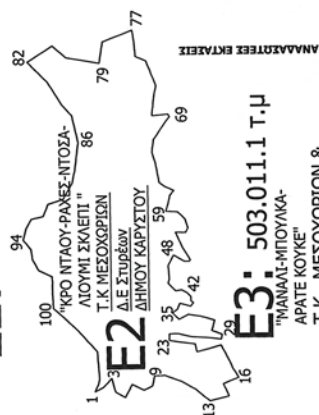 82
77
79
94
86
69
100
"ΚΡΟ ΝΤΑΟΥ-ΡΑΧΕΣ-ΝΤΟΣΑ-
ΛΙΟΥΜΙ ΣΚΛΕΠΙ"
Τ.Κ ΜΕΣΟΧΩΡΙΩΝ
Δ.Ε Στυρέων
ΔΗΜΟΥ ΚΑΡΥΣΤΟΥ
Ε2
1
3
9
13
16
23
29
35
42
48
59
Ε3: 503.011.1 τ.μ
"ΜΑΝΑΛΙ-ΜΠΟΥΛΚΑ-
ΑΡΑΤΕ ΚΟΥΚΕ"
Τ.Κ ΜΕΣΟΧΩΡΙΩΝ &
ΑΝΑΔΑΣΩΤΕΕΣ ΕΚΤΑΣΕΙΣ